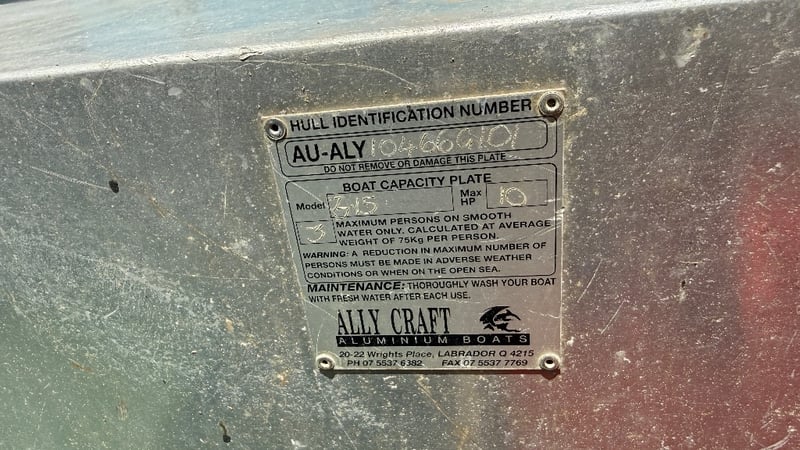 HULL IDENTIFICATION NUMBER
AU-ALY
DO NOT REMOVE OR DAMAGE THIS PLATE
BOAT CAPACITY PLATE
Model 315 Max HP 10
3 MAXIMUM PERSONS ON SMOOTH
WATER ONLY. CALCULATED AT AVERAGE
WEIGHT OF 75Kg PER PERSON.
WARNING: A REDUCTION IN MAXIMUM NUMBER OF
PERSONS MUST BE MADE IN ADVERSE WEATHER
CONDITIONS OR WHEN ON THE OPEN SEA.
MAINTENANCE: THOROUGHLY WASH YOUR BOAT
WITH FRESH WATER AFTER EACH USE.
ALLY CRAFT
ALUMINIUM BOATS
20-22 Wrights Place, LABRADOR Q 4215
PH 07 5537 6382 FAX 07 5537 7769